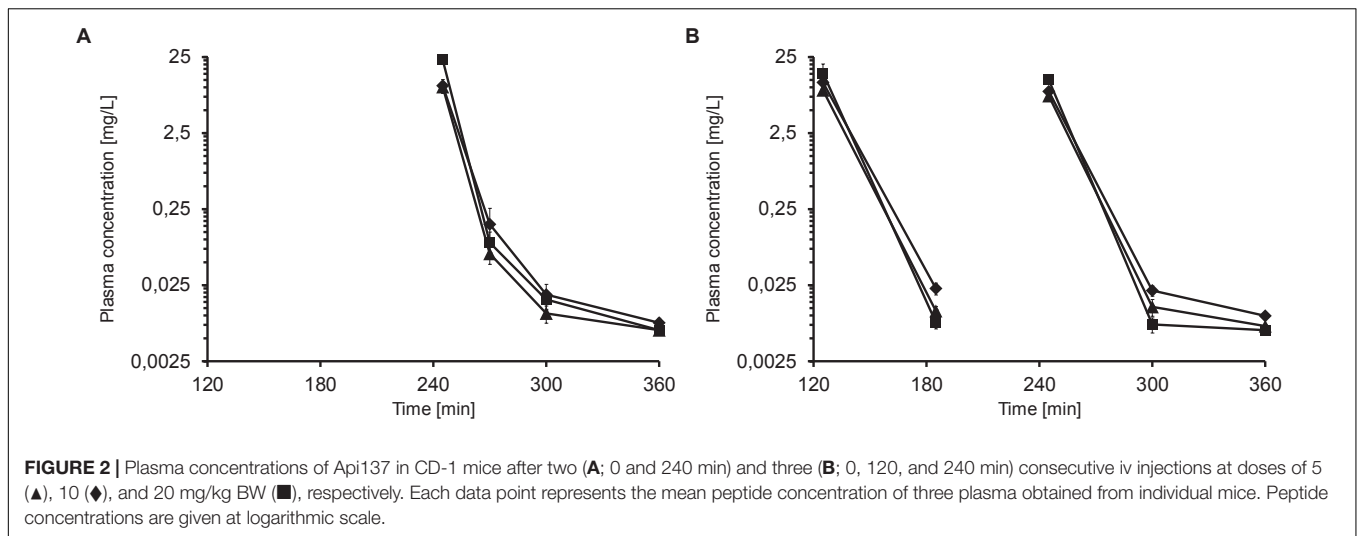 A
B
25
2,5
0,25
0,025
0,0025
Plasma concentration [mg/L]
120 180 240 300 360
Time [min]
25
2,5
0,25
0,025
0,0025
Plasma concentration [mg/L]
120 180 240 300 360
Time [min]
FIGURE 2 | Plasma concentrations of Api137 in CD-1 mice after two (A; 0 and 240 min) and three (B; 0, 120, and 240 min) consecutive iv injections at doses of 5
(▲), 10 (◆), and 20 mg/kg BW (■), respectively. Each data point represents the mean peptide concentration of three plasma obtained from individual mice. Peptide
concentrations are given at logarithmic scale.